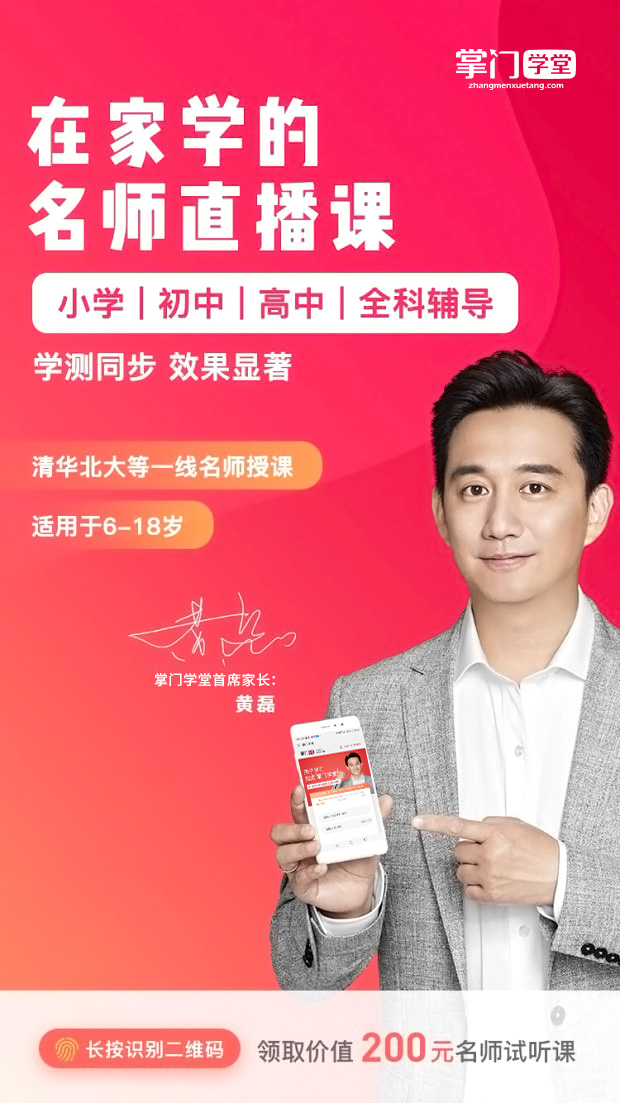 掌门学堂
zhangmenxuetang.com
在家学的
名师直播课
小学|初中|高中|全科辅导
学测同步 效果显著
清华北大等一线名师授课
适用于6-18岁
黄磊
掌门学堂首席家长：
黄磊
长按识别二维码
领取价值200元名师试听课